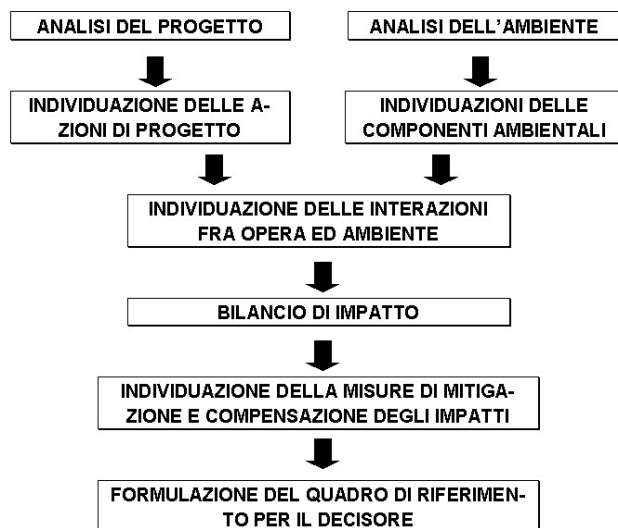 ANALISI DEL PROGETTO
ANALISI DELL'AMBIENTE
INDIVIDUAZIONE DELLE A-
ZIONI DI PROGETTO
INDIVIDUAZIONI DELLE
COMPONENTI AMBIENTALI
INDIVIDUAZIONE DELLE INTERAZIONI
FRA OPERA ED AMBIENTE
BILANCIO DI IMPATTO
INDIVIDUAZIONE DELLA MISURE DI MITIGA-
ZIONE E COMPENSAZIONE DEGLI IMPATTI
FORMULAZIONE DEL QUADRO DI RIFERIMEN-
TO PER IL DECISORE